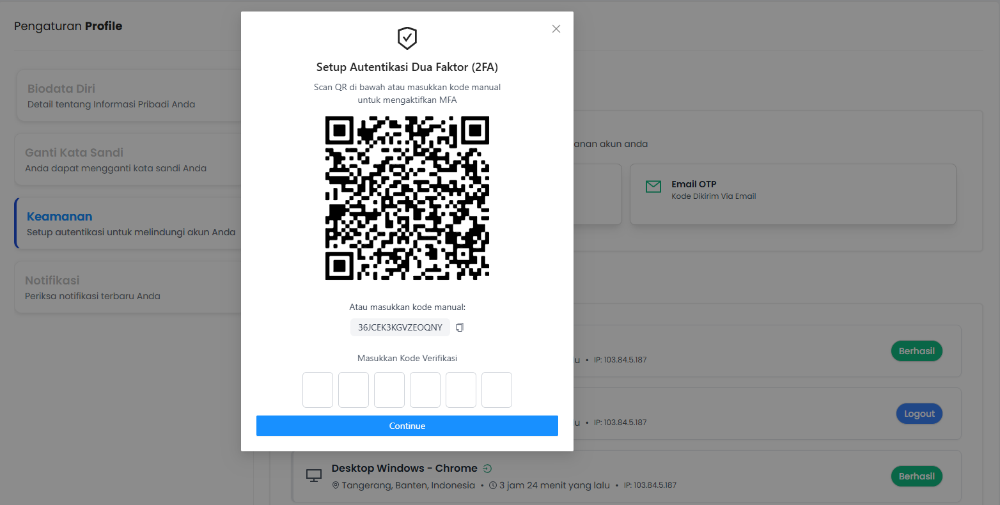 Pengaturan Profile
Biodata Diri
Detail tentang Informasi Pribadi Anda
Ganti Kata Sandi
Anda dapat mengganti kata sandi Anda
Keamanan
Setup autentikasi untuk melindungi akun Anda
Notifikasi
Periksa notifikasi terbaru Anda
Setup Autentikasi Dua Faktor (2FA)
Scan QR di bawah atau masukkan kode manual
untuk mengaktifkan MFA
Atau masukkan kode manual:
36JCEK3KGVZEOQNY
Masukkan Kode Verifikasi
Continue
akun anda
Email OTP
Kode Dikirim Via Email
• IP: 103.84.5.187
Berhasil
• IP: 103.84.5.187
Logout
Desktop Windows - Chrome
Tangerang, Banten, Indonesia • 3 jam 24 menit yang lalu • IP: 103.84.5.187
Berhasil